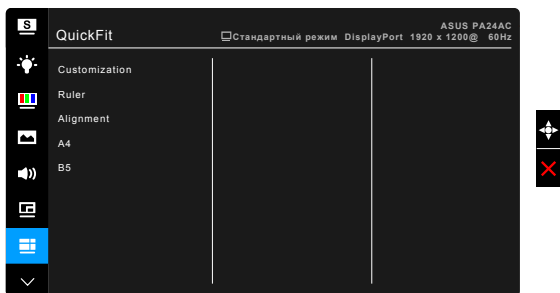 S
ASUS PA24AC
QuickFit
Стандартный режим DisplayPort 1920 x 1200@ 60Hz
Customization
Ruler
Alignment
A4
B5